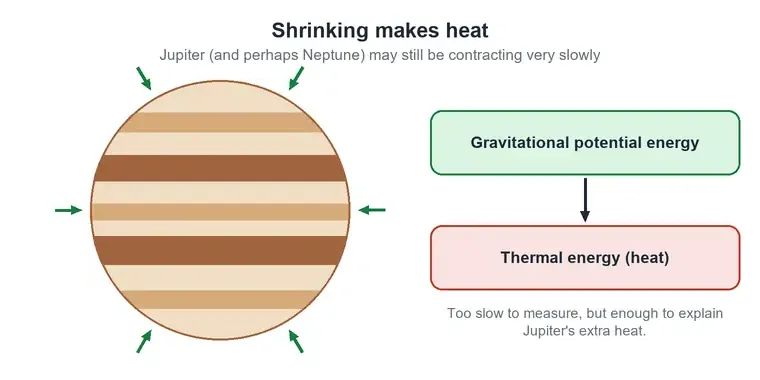 Shrinking makes heat
Jupiter (and perhaps Neptune) may still be contracting very slowly
Gravitational potential energy
Thermal energy (heat)
Too slow to measure, but enough to explain
Jupiter's extra heat.